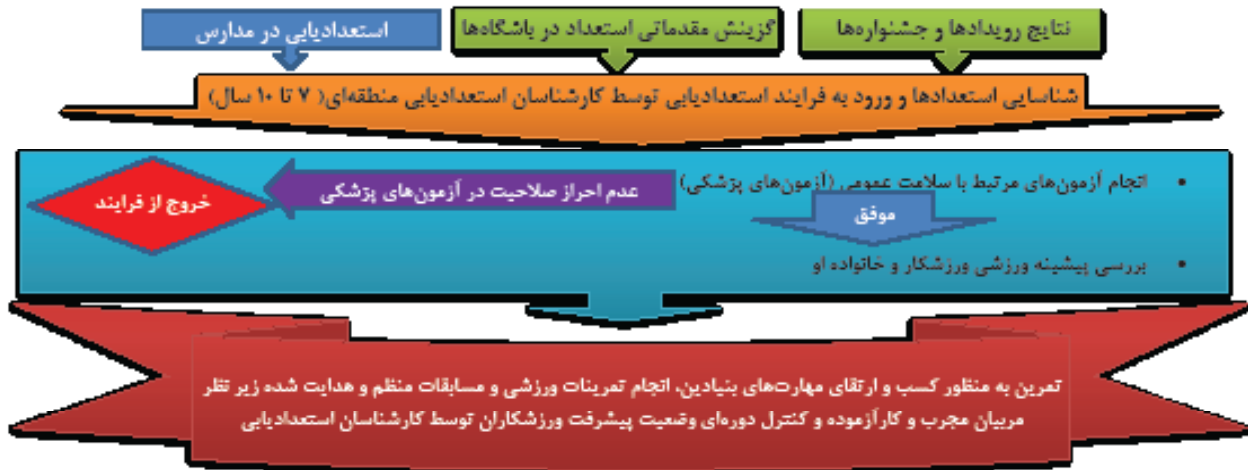 نتایج رویدادها و جشنواره‌ها
گزینش مقدماتی استعداد در باشگاه‌ها
استعدادیابی در مدارس
شناسایی استعدادها و ورود به فرایند استعدادیابی توسط کارشناسان استعدادیابی منطقه‌ای( ۷ تا ۱۰ سال)
• انجام آزمون‌های مرتبط با سلامت عمومی (آزمون‌های پزشکی)
عدم احراز صلاحیت در آزمون‌های پزشکی
خروج از فرایند
موفق
• بررسی پیشینه ورزشی ورزشکار و خانواده او
تمرین به منظور کسب و ارتقای مهارت‌های بنیادین، انجام تمرینات ورزشی و مسابقات منظم و هدایت شده زیر نظر
مربیان مجرب و کارآزموده و کنترل دوره‌ای وضعیت پیشرفت ورزشکاران توسط کارشناسان استعدادیابی